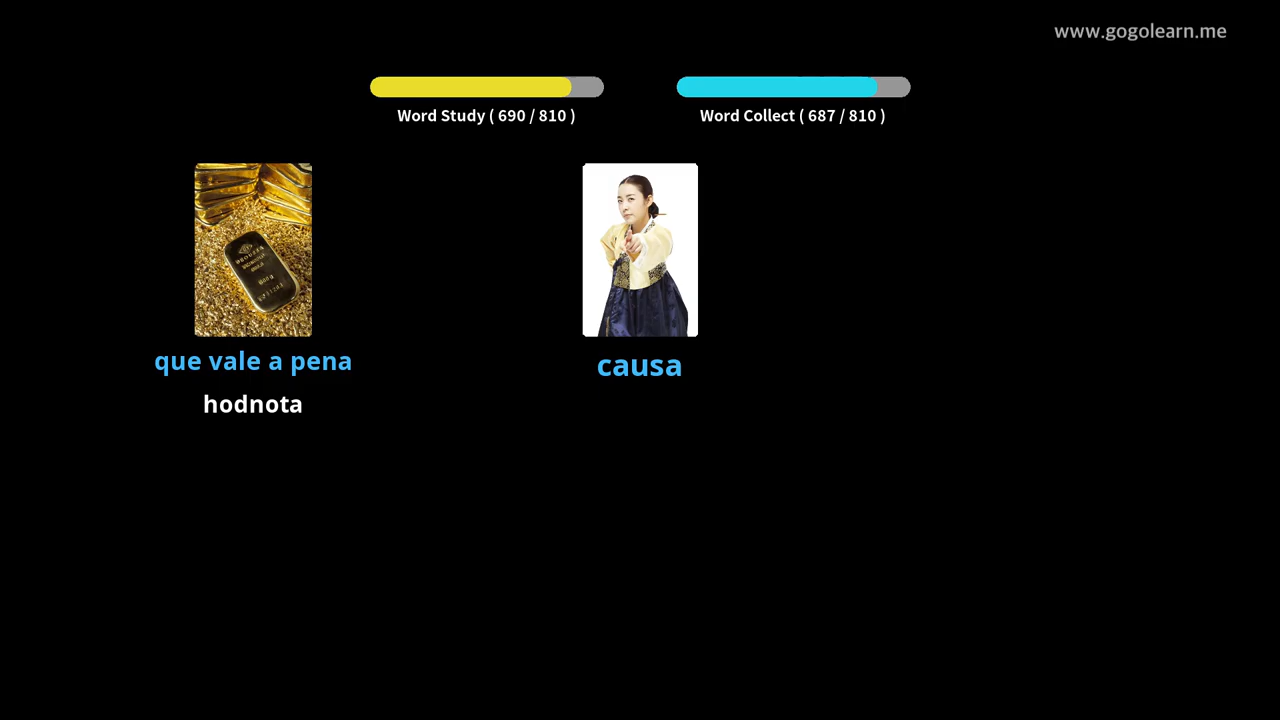 www.gogolearn.me
Word Study ( 690 / 810 )
Word Collect ( 687 / 810 )
que vale a pena
causa
hodnota